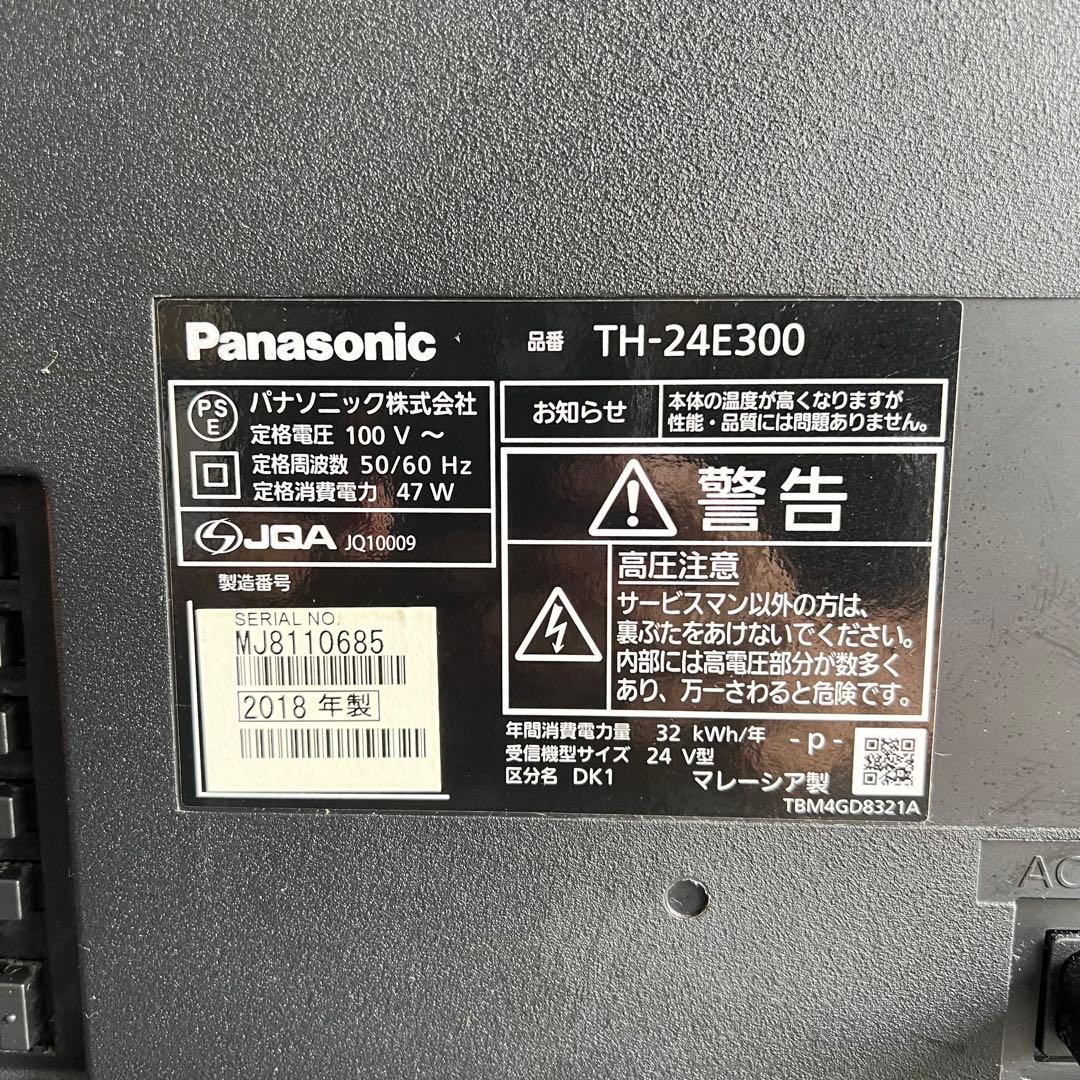 Panasonic
品番 TH-24E300
PS
E
パナソニック株式会社
定格電圧 100 V ～
定格周波数 50/60 Hz
定格消費電力 47 W
JQA JQ10009
製造番号
SERIAL NO.
MJ8110685
2018 年製
お知らせ
本体の温度が高くなりますが
性能・品質には問題ありません。
警告
高圧注意
サービスマン以外の方は、
裏ぶたをあけないでください。
内部には高電圧部分が数多く
あり、万一さわると危険です。
年間消費電力量 32 kWh/年
受信機型サイズ 24 V型
区分名 DK1
- p -
マレーシア製
TBM4GD8321A
AC